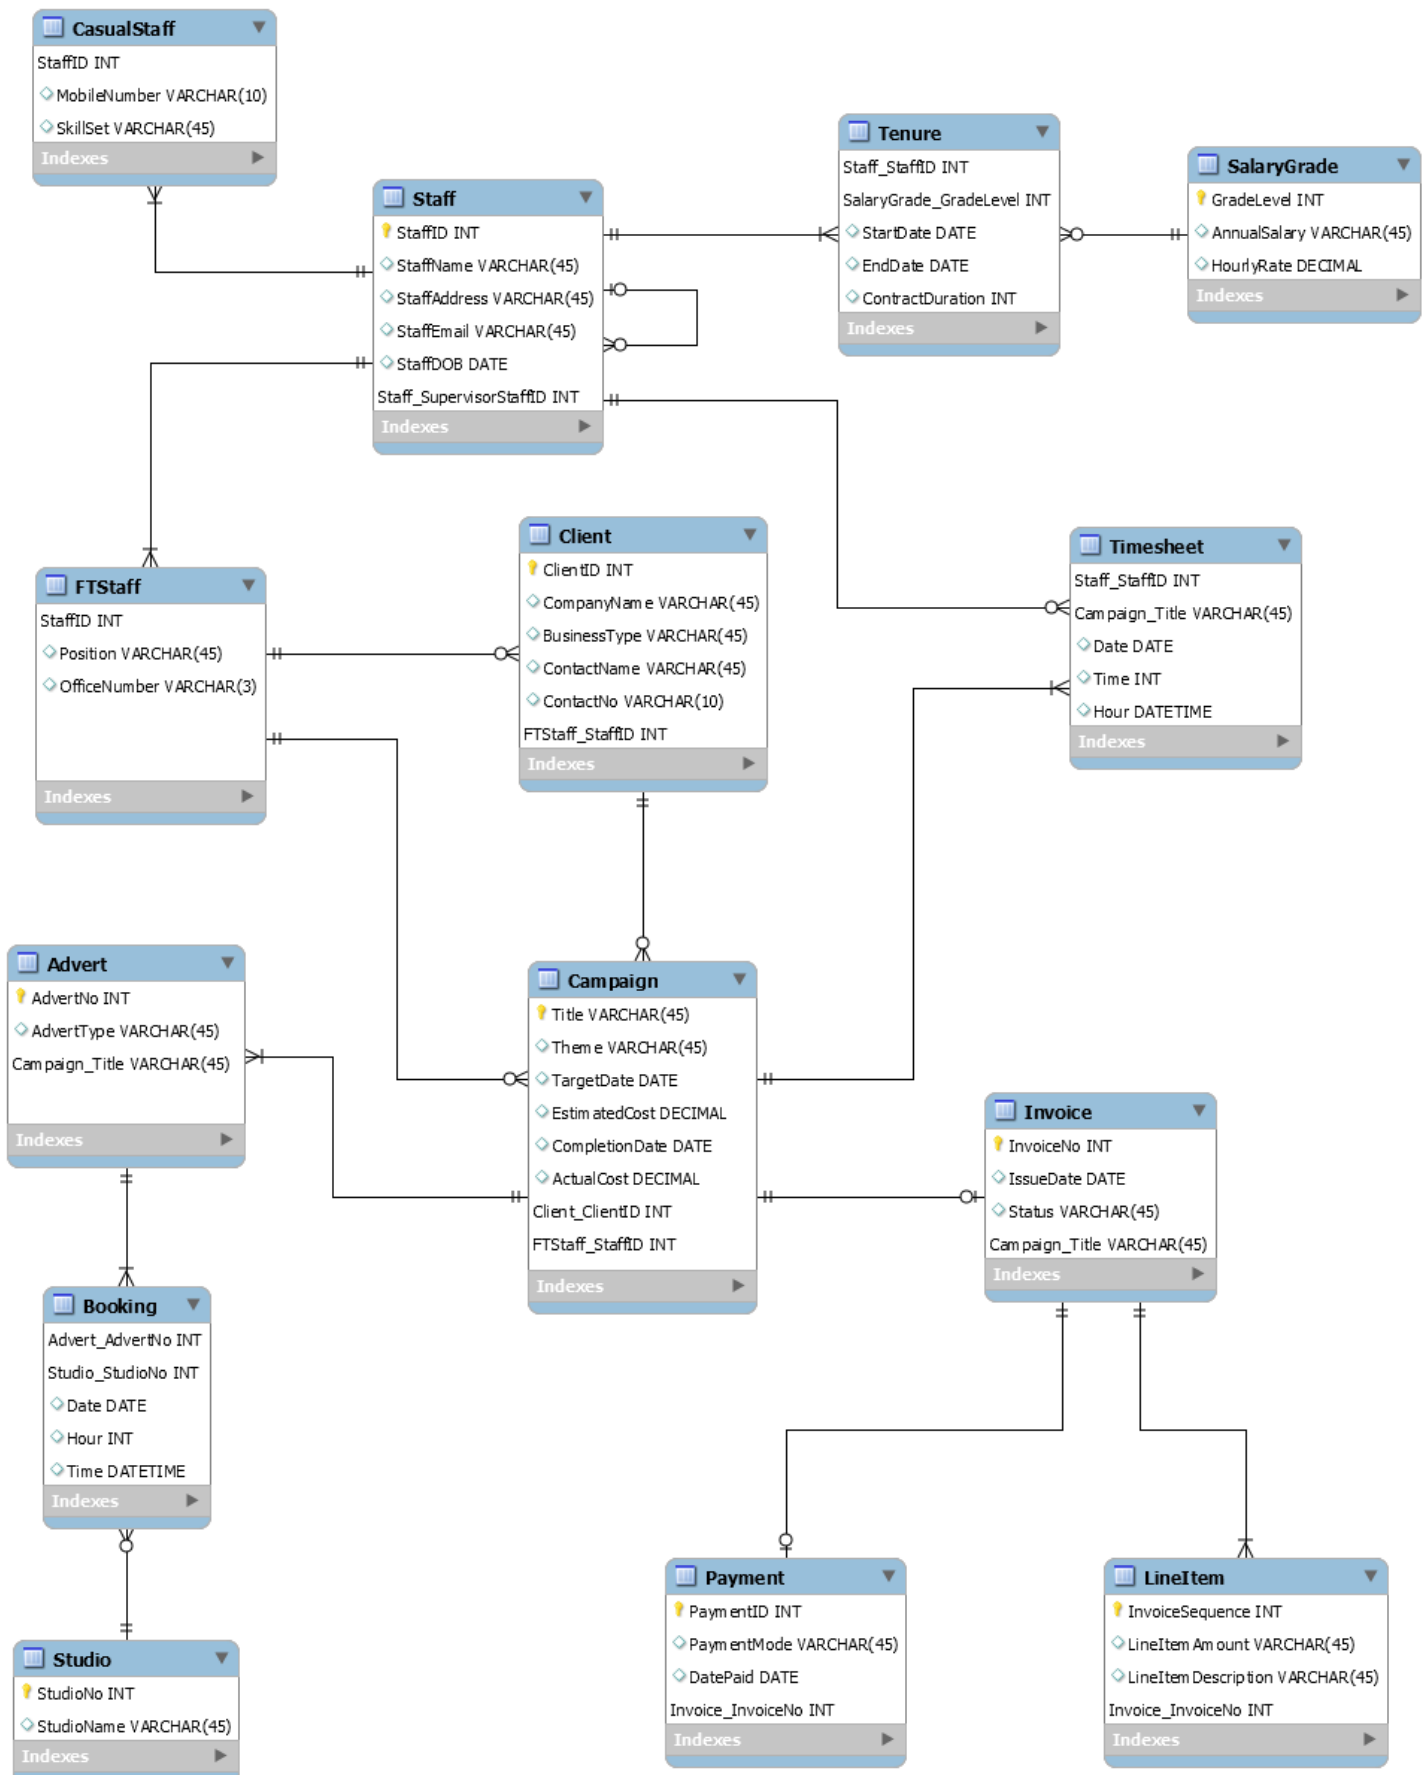 CasualStaff
StaffID INT
MobileNumber VARCHAR(10)
SkillSet VARCHAR(45)
Indexes
Staff
StaffID INT
StaffName VARCHAR(45)
StaffAddress VARCHAR(45)
StaffEmail VARCHAR(45)
StaffDOB DATE
Staff_SupervisorStaffID INT
Indexes
Tenure
Staff_StaffID INT
SalaryGrade_GradeLevel INT
StartDate DATE
EndDate DATE
ContractDuration INT
Indexes
SalaryGrade
GradeLevel INT
AnnualSalary VARCHAR(45)
HourlyRate DECIMAL
Indexes
FTStaff
StaffID INT
Position VARCHAR(45)
OfficeNumber VARCHAR(3)
Indexes
Client
ClientID INT
CompanyName VARCHAR(45)
BusinessType VARCHAR(45)
ContactName VARCHAR(45)
ContactNo VARCHAR(10)
FTStaff_StaffID INT
Indexes
Timesheet
Staff_StaffID INT
Campaign_Title VARCHAR(45)
Date DATE
Time INT
Hour DATETIME
Indexes
Advert
AdvertNo INT
AdvertType VARCHAR(45)
Campaign_Title VARCHAR(45)
Indexes
Campaign
Title VARCHAR(45)
Theme VARCHAR(45)
TargetDate DATE
EstimatedCost DECIMAL
CompletionDate DATE
ActualCost DECIMAL
Client_ClientID INT
FTStaff_StaffID INT
Indexes
Invoice
InvoiceNo INT
IssueDate DATE
Status VARCHAR(45)
Campaign_Title VARCHAR(45)
Indexes
Booking
Advert_AdvertNo INT
Studio_StudioNo INT
Date DATE
Hour INT
Time DATETIME
Indexes
Studio
StudioNo INT
StudioName VARCHAR(45)
Indexes
Payment
PaymentID INT
PaymentMode VARCHAR(45)
DatePaid DATE
Invoice_InvoiceNo INT
Indexes
LineItem
InvoiceSequence INT
LineItemAmount VARCHAR(45)
LineItemDescription VARCHAR(45)
Invoice_InvoiceNo INT
Indexes